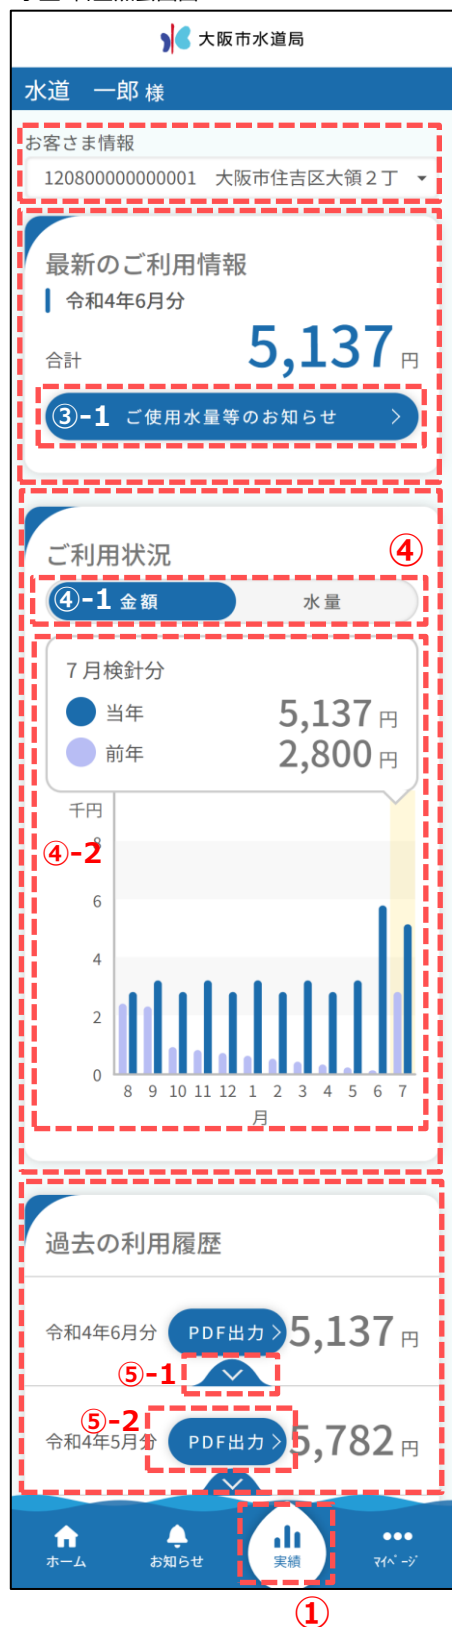 大阪市水道局
水道　一郎 様
お客さま情報
120800000000001　大阪市住吉区大領２丁
最新のご利用情報
令和4年6月分
合計 5,137 円
③-1 ご使用水量等のお知らせ
ご利用状況 ④
④-1 金額 水量
7月検針分
当年 5,137 円
前年 2,800 円
千円
8
④-2
6
4
2
0
8 9 10 11 12 1 2 3 4 5 6 7
月
過去の利用履歴
令和4年6月分 PDF出力 5,137 円
⑤-1
⑤-2
令和4年5月分 PDF出力 5,782 円
ホーム お知らせ 実績 ﾏｲﾍﾟｰｼﾞ
①